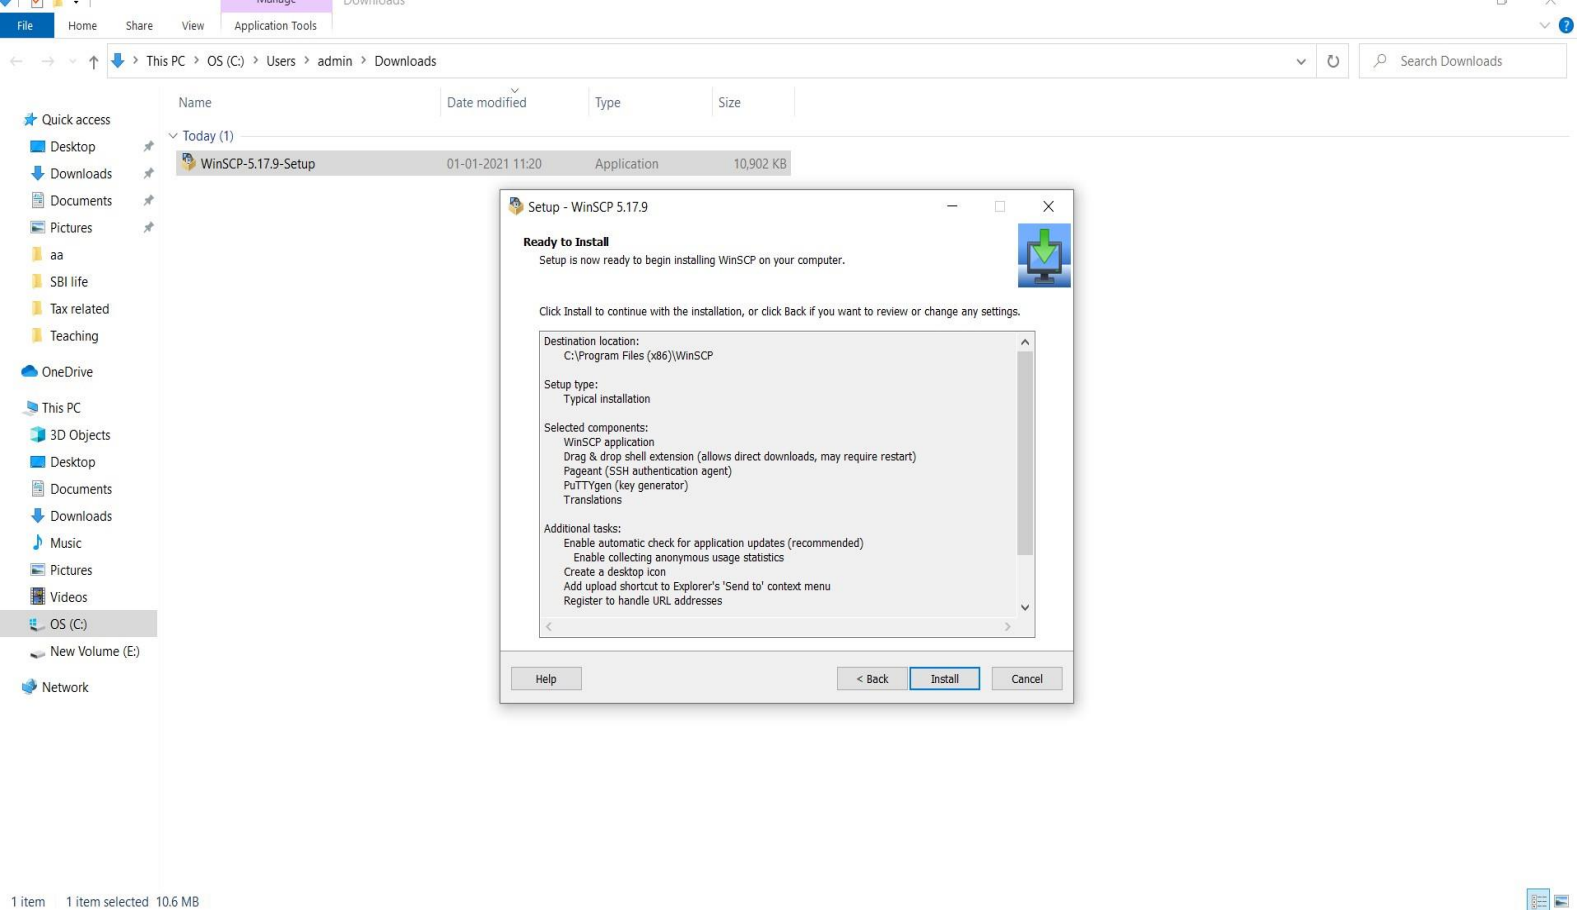 Manage
Downloads
File Home Share View Application Tools
This PC > OS (C:) > Users > admin > Downloads
Search Downloads
Name Date modified Type Size
Quick access
Desktop
Downloads
Documents
Pictures
aa
SBI life
Tax related
Teaching
OneDrive
This PC
3D Objects
Desktop
Documents
Downloads
Music
Pictures
Videos
OS (C:)
New Volume (E:)
Network
Today (1)
WinSCP-5.17.9-Setup 01-01-2021 11:20 Application 10,902 KB
Setup - WinSCP 5.17.9
Ready to Install
Setup is now ready to begin installing WinSCP on your computer.
Click Install to continue with the installation, or click Back if you want to review or change any settings.
Destination location:
C:\Program Files (x86)\WinSCP
Setup type:
Typical installation
Selected components:
WinSCP application
Drag & drop shell extension (allows direct downloads, may require restart)
Pageant (SSH authentication agent)
PuTTYgen (key generator)
Translations
Additional tasks:
Enable automatic check for application updates (recommended)
Enable collecting anonymous usage statistics
Create a desktop icon
Add upload shortcut to Explorer's 'Send to' context menu
Register to handle URL addresses
Help < Back Install Cancel
1 item 1 item selected 10.6 MB